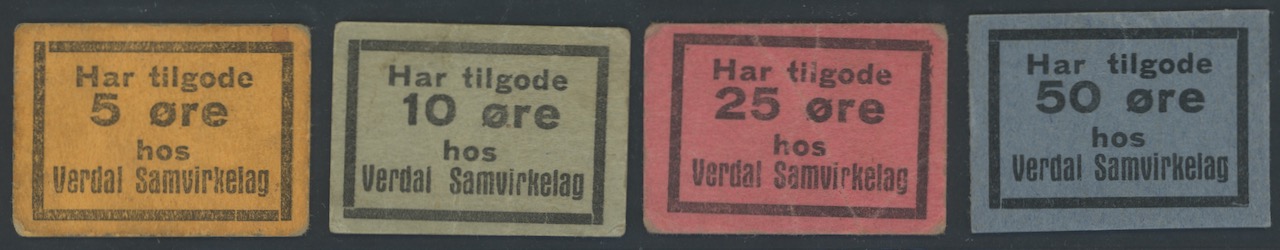 Har tilgode
5 øre
hos
Verdal Samvirkelag
Har tilgode
10 øre
hos
Verdal Samvirkelag
Har tilgode
25 øre
hos
Verdal Samvirkelag
Har tilgode
50 øre
hos
Verdal Samvirkelag